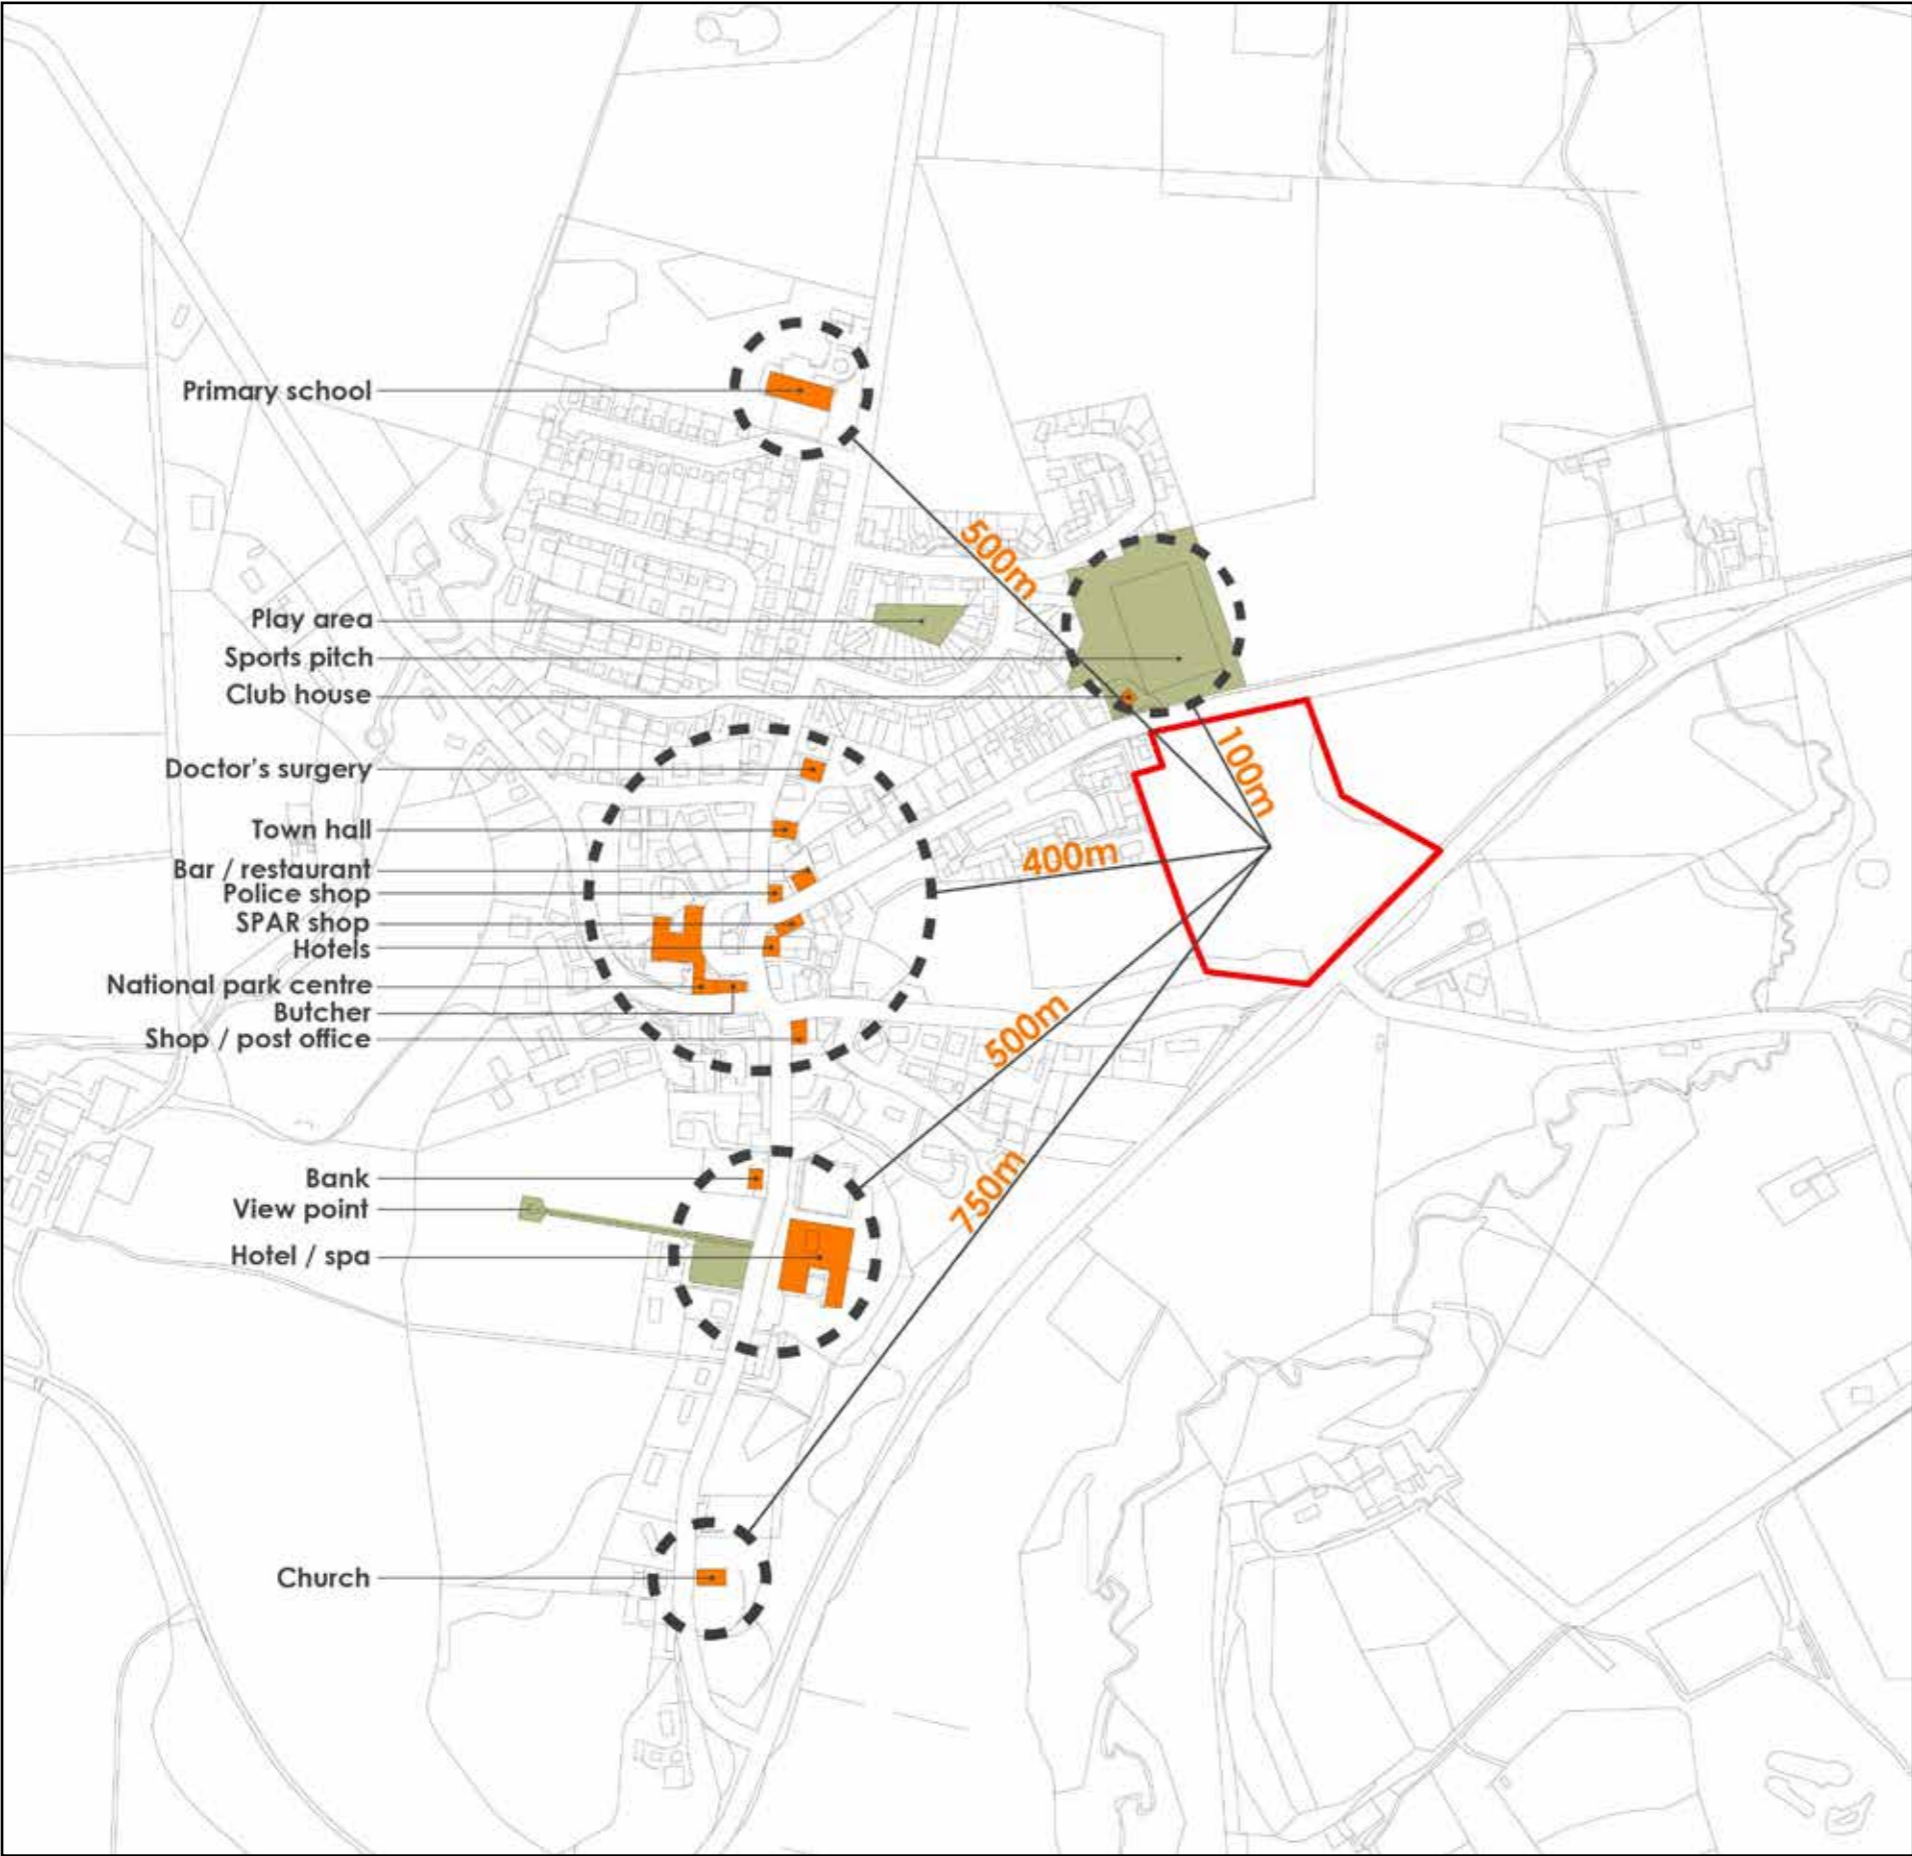 Primary school
500m
Play area
Sports pitch
Club house
100m
Doctor's surgery
Town hall
Bar / restaurant
400m
Police shop
SPAR shop
Hotels
National park centre
Butcher
500m
Shop / post office
Bank
750m
View point
Hotel / spa
Church